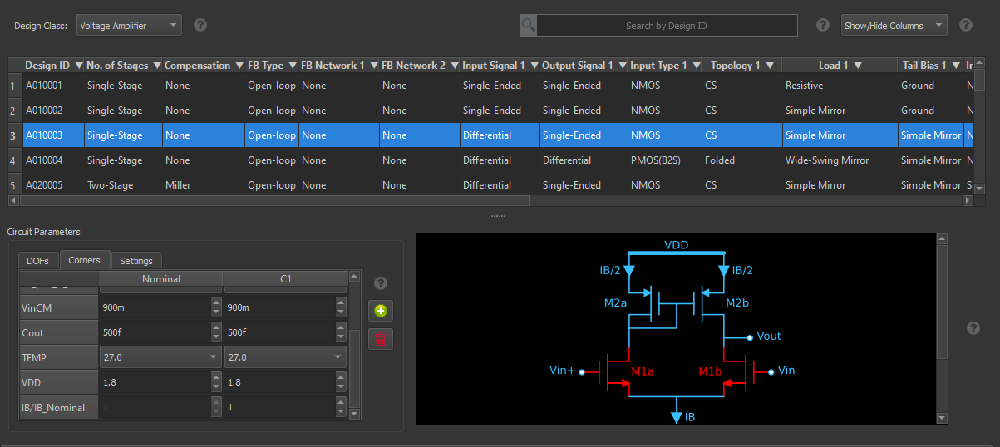 Design Class: Voltage Amplifier ? Search by Design ID ? Show/Hide Columns ?
Design ID No. of Stages Compensation FB Type FB Network 1 FB Network 2 Input Signal 1 Output Signal 1 Input Type 1 Topology 1 Load 1 Tail Bias 1 In
1 A010001 Single-Stage None Open-loop None None Single-Ended Single-Ended NMOS CS Resistive Ground N
2 A010002 Single-Stage None Open-loop None None Single-Ended Single-Ended NMOS CS Simple Mirror Ground N
3 A010003 Single-Stage None Open-loop None None Differential Single-Ended NMOS CS Simple Mirror Simple Mirror N
4 A010004 Single-Stage None Open-loop None None Differential Differential PMOS(B2S) Folded Wide-Swing Mirror Simple Mirror N
5 A020005 Two-Stage Miller Open-loop None None Differential Single-Ended NMOS CS Simple Mirror Simple Mirror Si
Circuit Parameters
DOFs Corners Settings
Nominal C1
VinCM 900m 900m
Cout 500f 500f
TEMP 27.0 27.0
VDD 1.8 1.8
IB/IB_Nominal 1 1
?
VDD
IB/2 IB/2
M2a M2b
Vout
Vin+ M1a M1b Vin-
IB
?